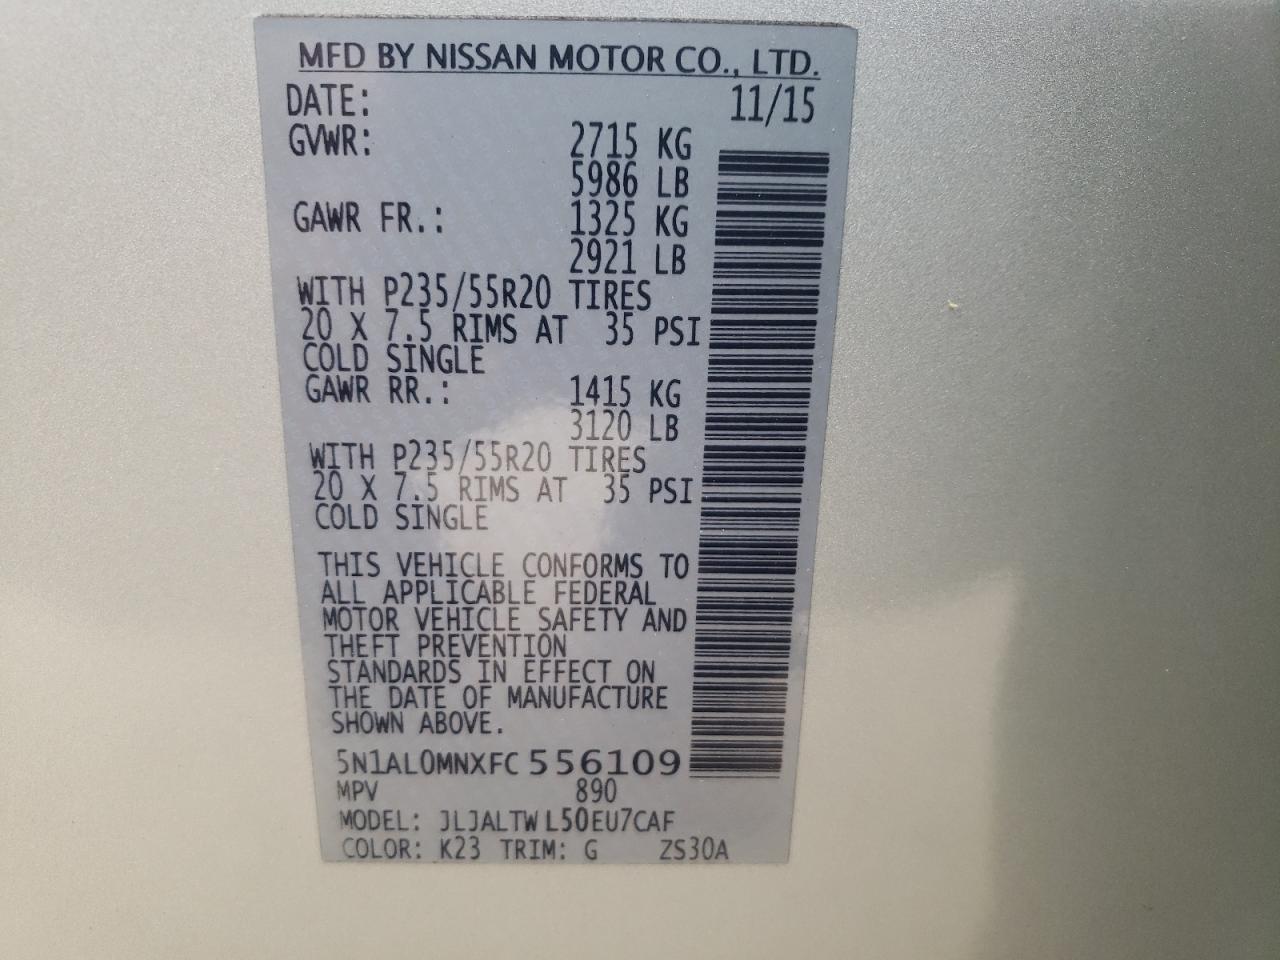 MFD BY NISSAN MOTOR CO., LTD.
DATE: 11/15
GVWR: 2715 KG
5986 LB
GAWR FR.: 1325 KG
2921 LB
WITH P235/55R20 TIRES
20 X 7.5 RIMS AT 35 PSI
COLD SINGLE
GAWR RR.: 1415 KG
3120 LB
WITH P235/55R20 TIRES
20 X 7.5 RIMS AT 35 PSI
COLD SINGLE
THIS VEHICLE CONFORMS TO
ALL APPLICABLE FEDERAL
MOTOR VEHICLE SAFETY AND
THEFT PREVENTION
STANDARDS IN EFFECT ON
THE DATE OF MANUFACTURE
SHOWN ABOVE.
5N1AL0MNXFC 556109
MPV 890
MODEL: JLJALTW L50EU7CAF
COLOR: K23 TRIM: G ZS30A